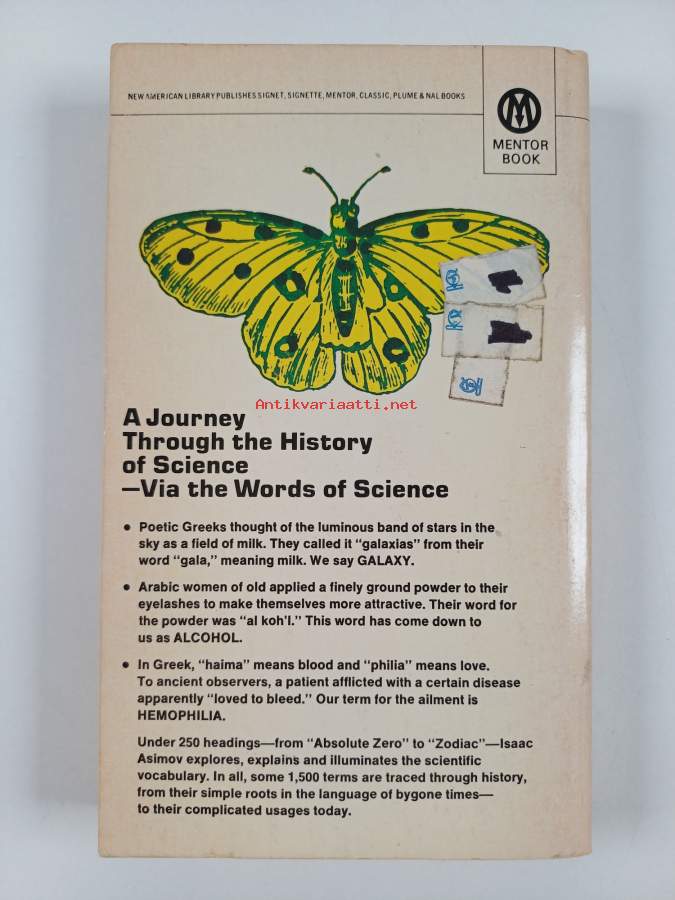 NEW AMERICAN LIBRARY PUBLISHES SIGNET, SIGNETTE, MENTOR, CLASSIC, PLUME & NAL BOOKS
MENTOR
BOOK
Antikvariaatti.net
A Journey
Through the History
of Science
—Via the Words of Science
• Poetic Greeks thought of the luminous band of stars in the
sky as a field of milk. They called it "galaxias" from their
word "gala," meaning milk. We say GALAXY.
• Arabic women of old applied a finely ground powder to their
eyelashes to make themselves more attractive. Their word for
the powder was "al koh'l." This word has come down to
us as ALCOHOL.
• In Greek, "haima" means blood and "philia" means love.
To ancient observers, a patient afflicted with a certain disease
apparently "loved to bleed." Our term for the ailment is
HEMOPHILIA.
Under 250 headings—from "Absolute Zero" to "Zodiac"—Isaac
Asimov explores, explains and illuminates the scientific
vocabulary. In all, some 1,500 terms are traced through history,
from their simple roots in the language of bygone times—
to their complicated usages today.